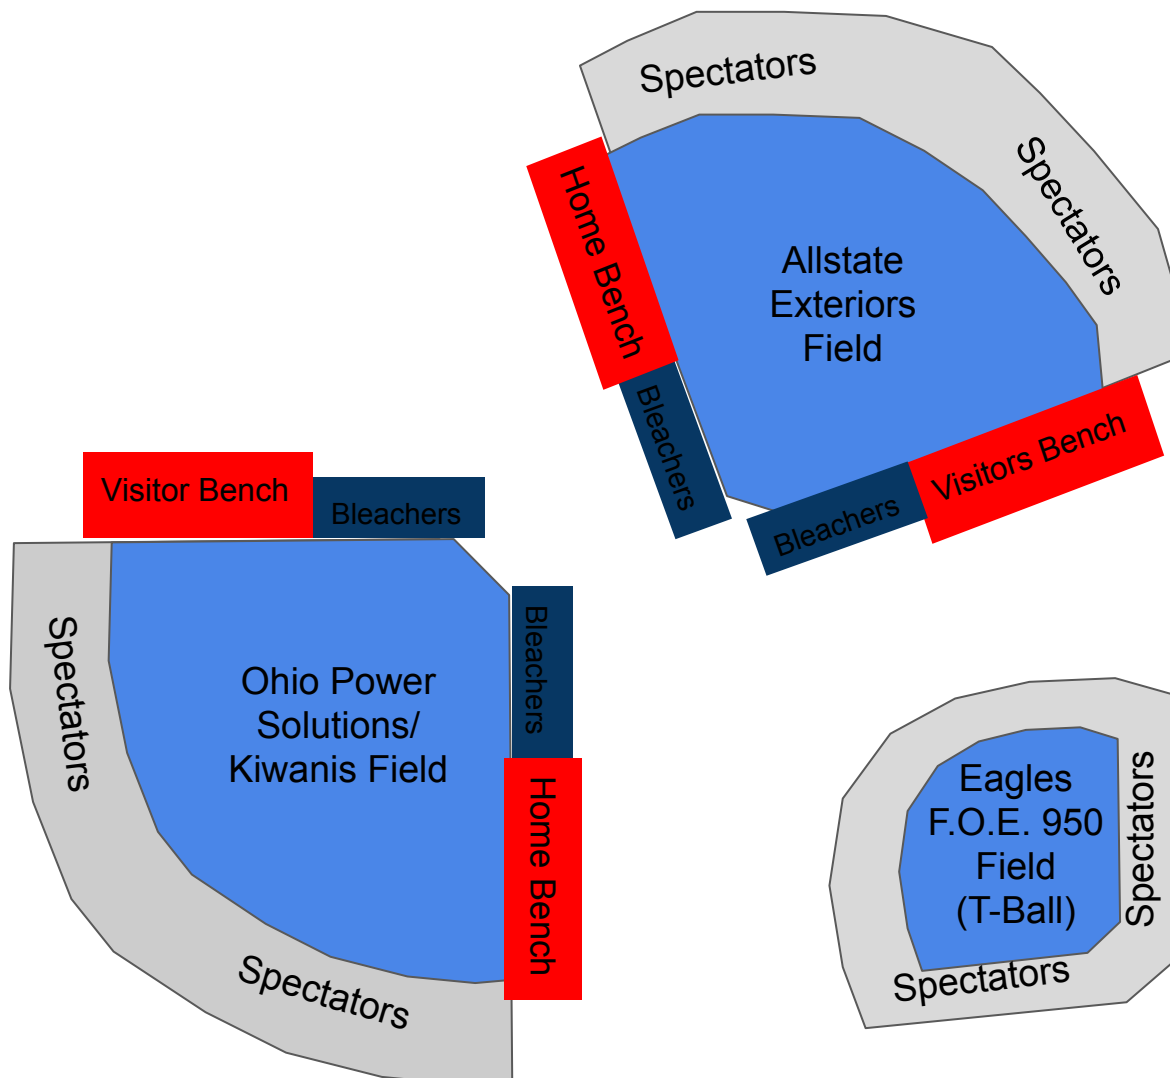 Spectators
Spectators
Home Bench
Allstate
Exteriors
Field
Bleachers
Visitors Bench
Bleachers
Visitor Bench
Bleachers
Bleachers
Spectators
Ohio Power
Solutions/
Kiwanis Field
Home Bench
Spectators
Eagles
F.O.E. 950
Field
(T-Ball)
Spectators
Spectators